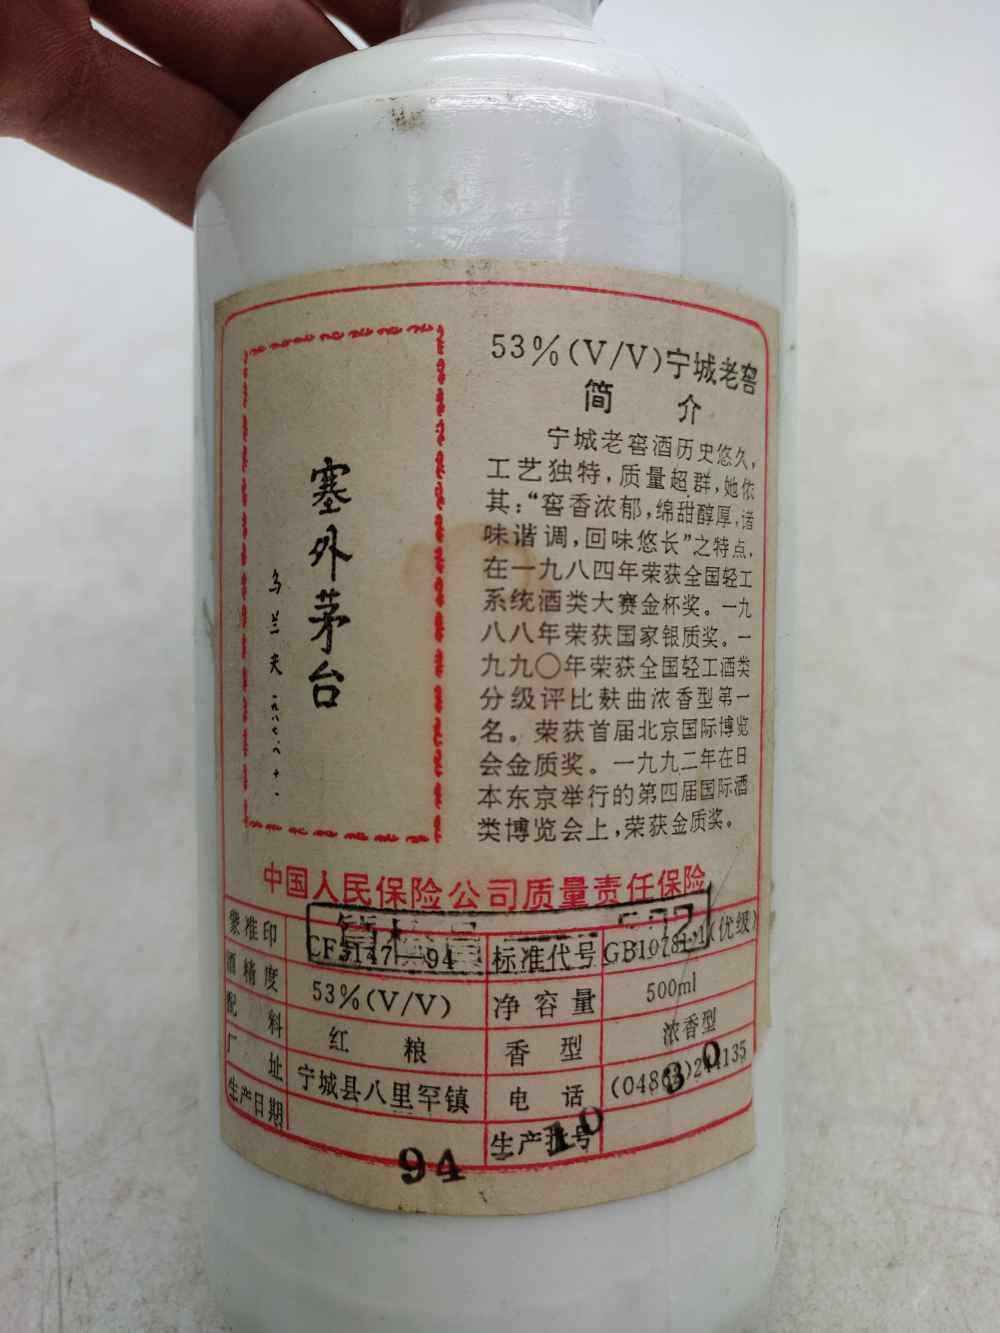 53%(V/V)宁城老窖
简 介
宁城老窖酒历史悠久,
工艺独特,质量超群,她依
其:“窖香浓郁,绵甜醇厚,诸
味谐调,回味悠长”之特点,
在一九八四年荣获全国轻工
系统酒类大赛金杯奖。一九
八八年荣获国家银质奖。一
九九〇年荣获全国轻工酒类
分级评比麸曲浓香型第一
名。荣获首届北京国际博览
会金质奖。一九九二年在日
本东京举行的第四届国际酒
类博览会上,荣获金质奖。
塞外茅台
乌兰夫 一九八七.八.十.
中国人民保险公司质量责任保险
蒙准印 CF3147—94 标准代号 GB10781·1(优级)
酒精度 53%(V/V) 净容量 500ml
配料 红粮 香型 浓香型
厂址 宁城县八里罕镇 电话
生产日期 生产批号
94 10 30